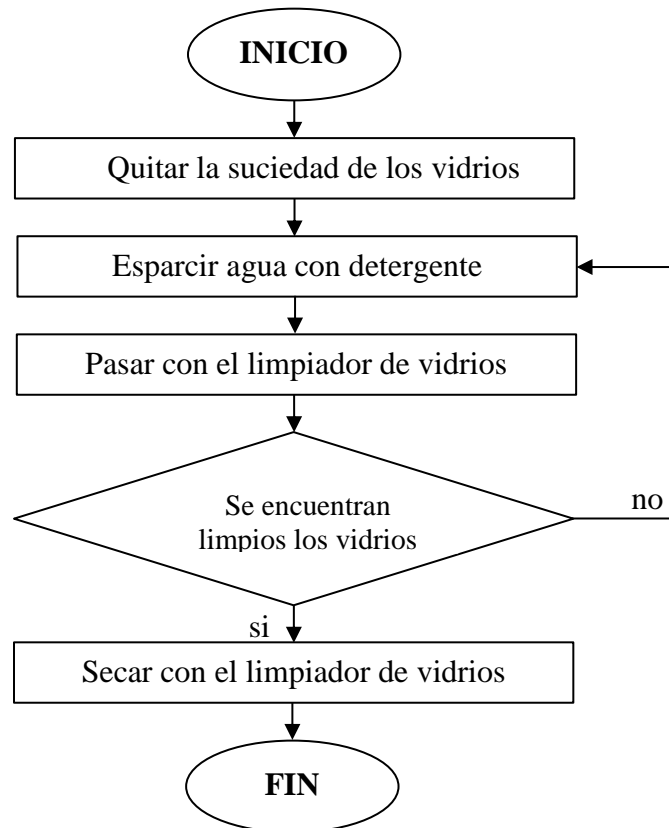 INICIO
Quitar la suciedad de los vidrios
Esparcir agua con detergente
Pasar con el limpiador de vidrios
Se encuentran
limpios los vidrios
no
si
Secar con el limpiador de vidrios
FIN